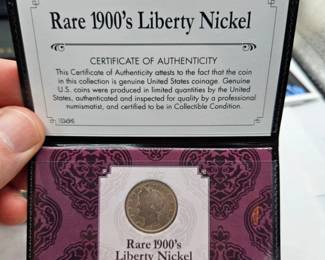 Rare 1900's Liberty Nickel
CERTIFICATE OF AUTHENTICITY
This Certificate of Authenticity attests to the fact that the coin
in this collection is genuine United States Coinage. Genuine
U.S. coins were produced in limited quantities by the United
States, authenticated and inspected for quality by a professional
numismatist, and certified to be in Collectible Condition.
Rare 1900's
Liberty Nickel